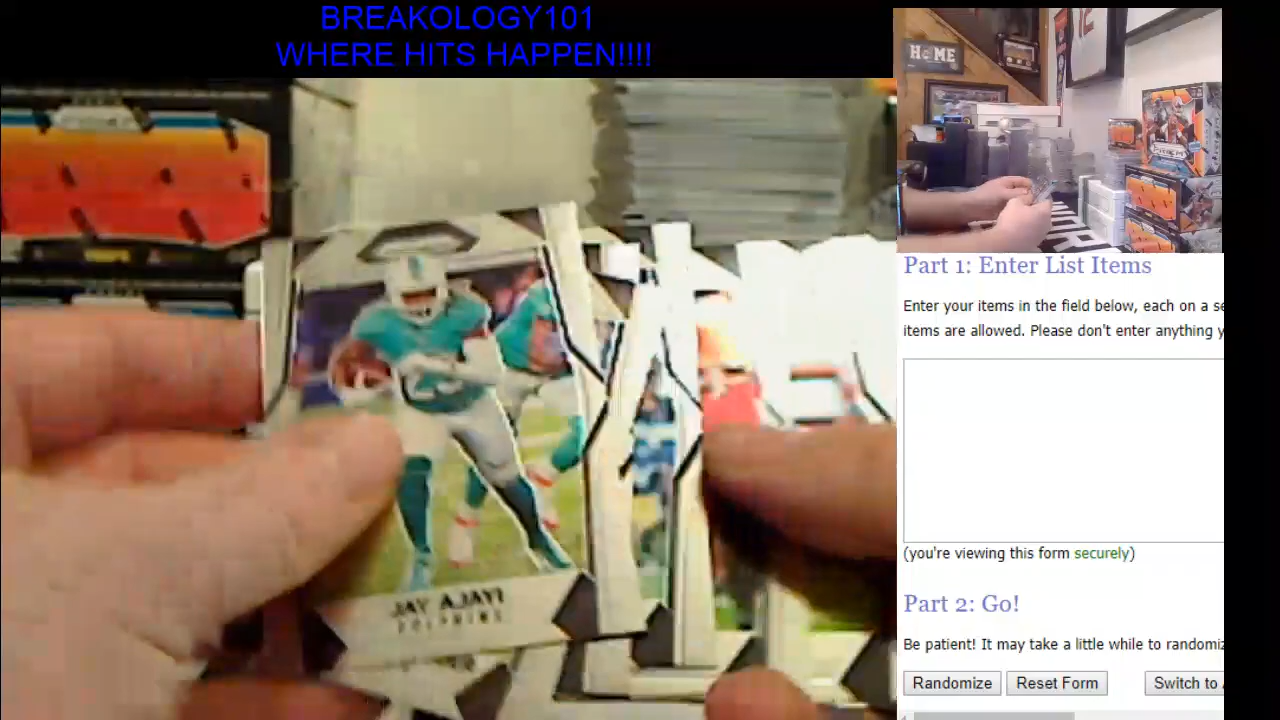 BREAKOLOGY101
WHERE HITS HAPPEN!!!!
HOME
PRIZM
Part 1: Enter List Items
Enter your items in the field below, each on a se
items are allowed. Please don't enter anything y
(you're viewing this form securely)
Part 2: Go!
Be patient! It may take a little while to randomiz
Randomize
Reset Form
Switch to
JAY AJAYI
DOLPHINS